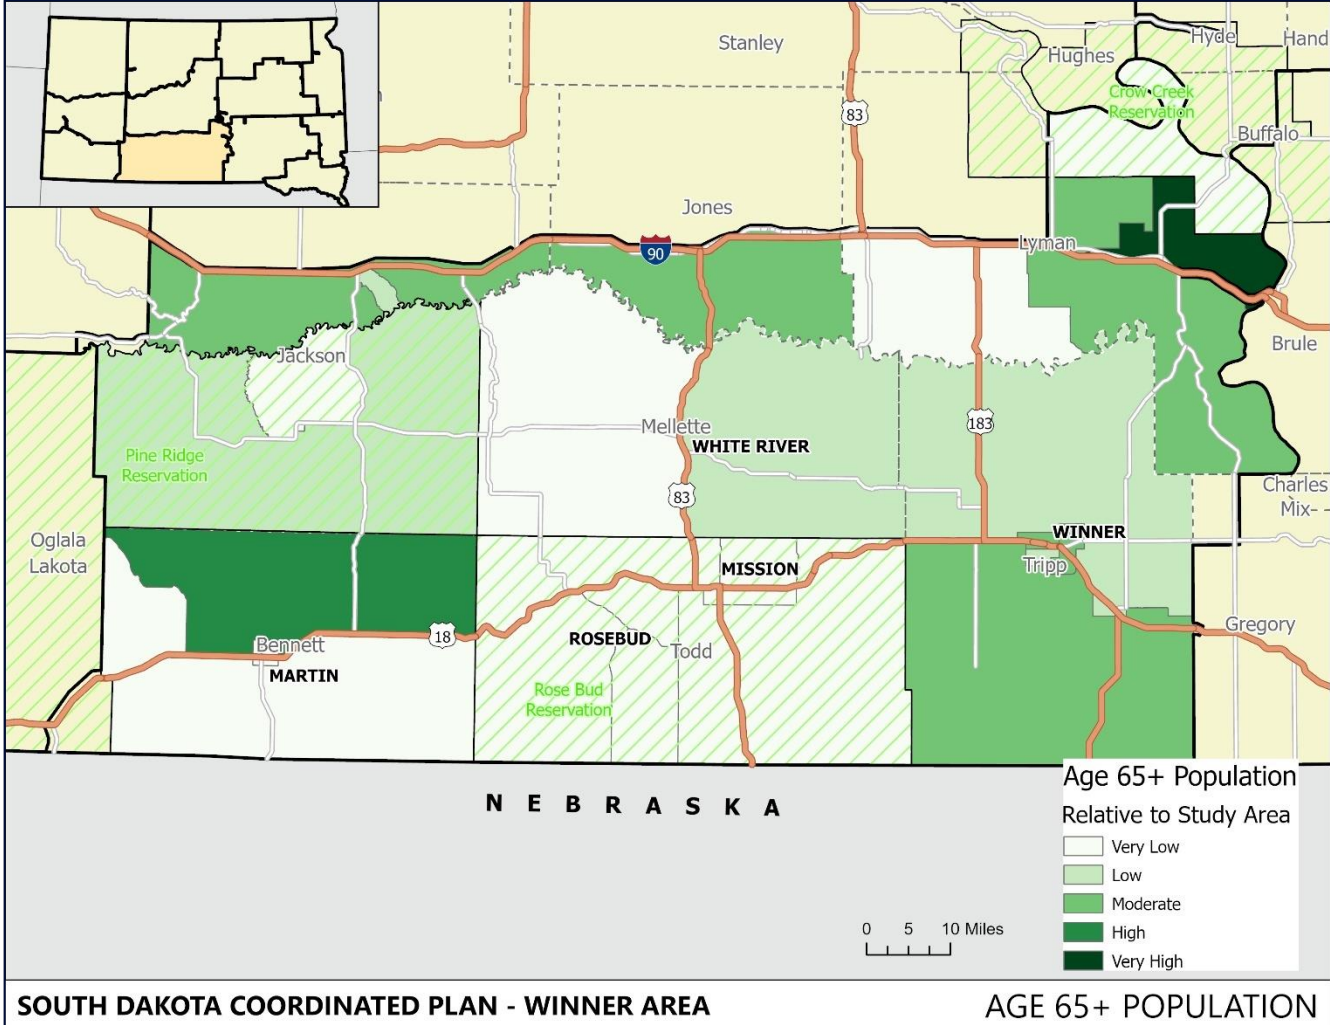 Stanley
Hyde
Hand
Hughes
Crow Creek
Reservation
83
Buffalo
Jones
Lyman
90
Brule
Jackson
Mellette
WHITE RIVER
183
Pine Ridge
Reservation
83
Charles
Mix-
Oglala
Lakota
WINNER
Tripp
MISSION
18
ROSEBUD
Todd
Gregory
Bennett
MARTIN
Rose Bud
Reservation
NEBRASKA
Age 65+ Population
Relative to Study Area
Very Low
Low
Moderate
High
Very High
0 5 10 Miles
SOUTH DAKOTA COORDINATED PLAN - WINNER AREA
AGE 65+ POPULATION